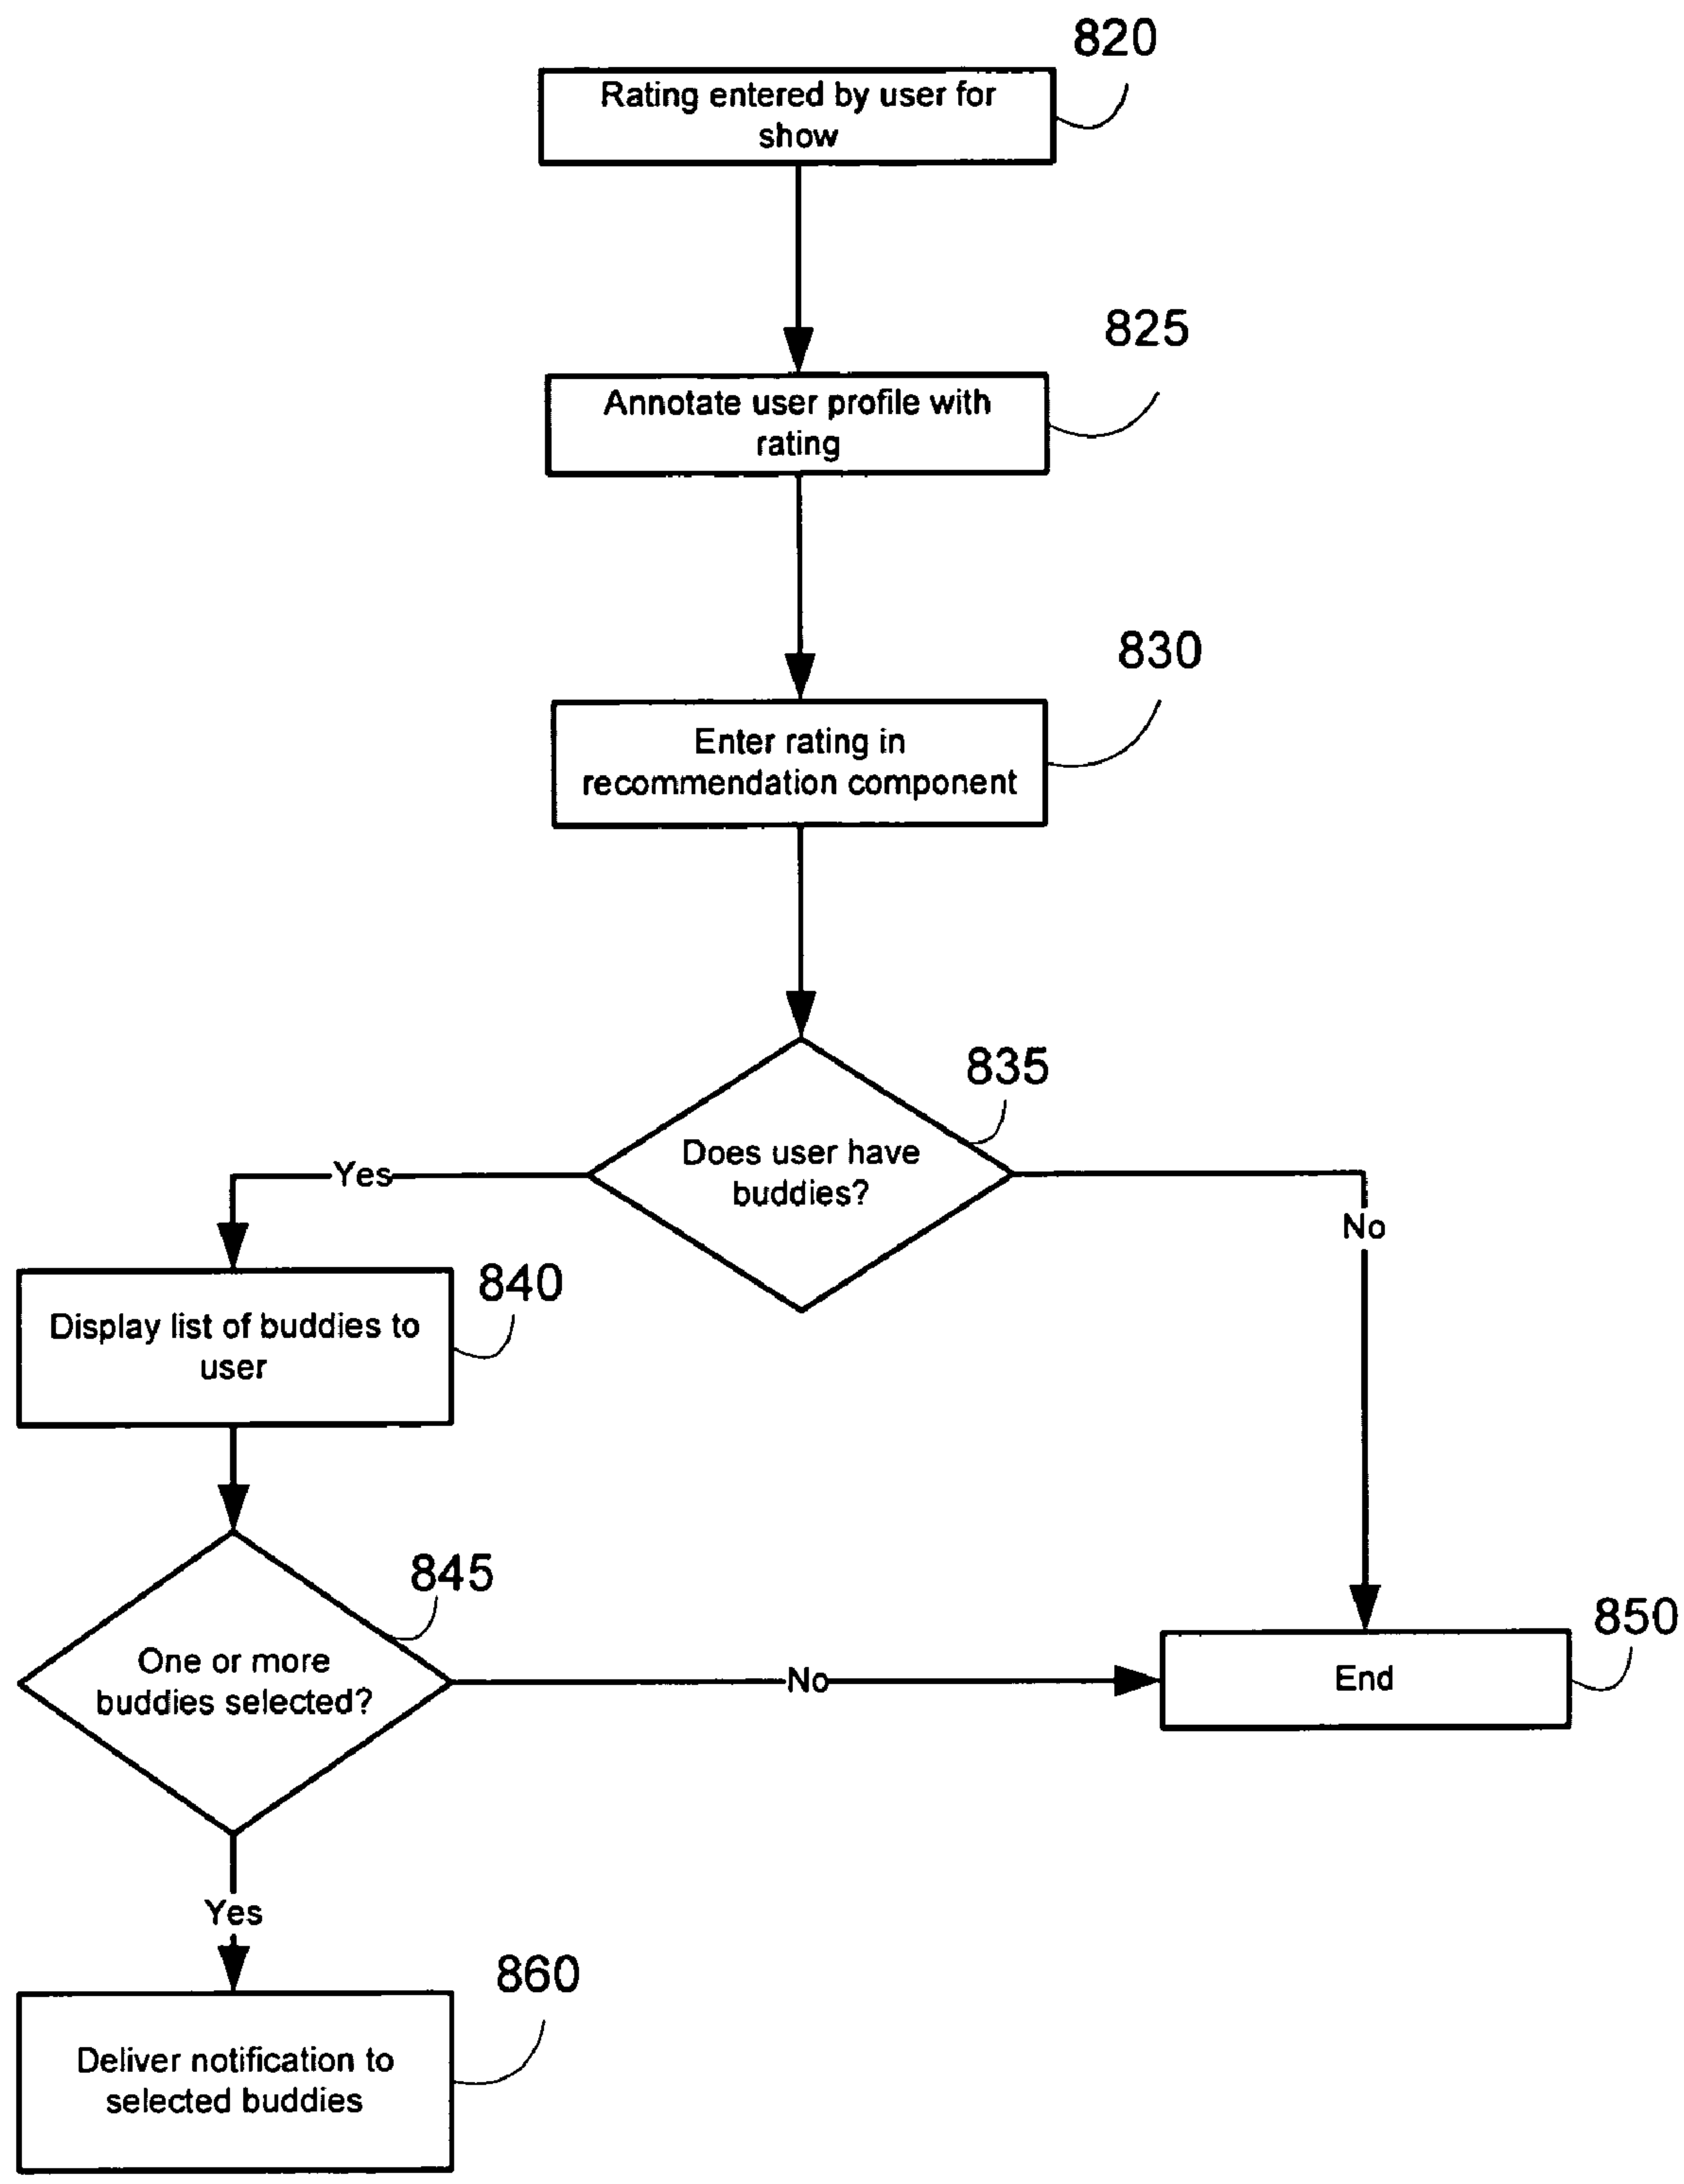 820
Rating entered by user for
show
825
Annotate user profile with
rating
830
Enter rating in
recommendation component
835
Does user have
buddies?
Yes
No
840
Display list of buddies to
user
845
One or more
buddies selected?
No
850
End
Yes
860
Deliver notification to
selected buddies